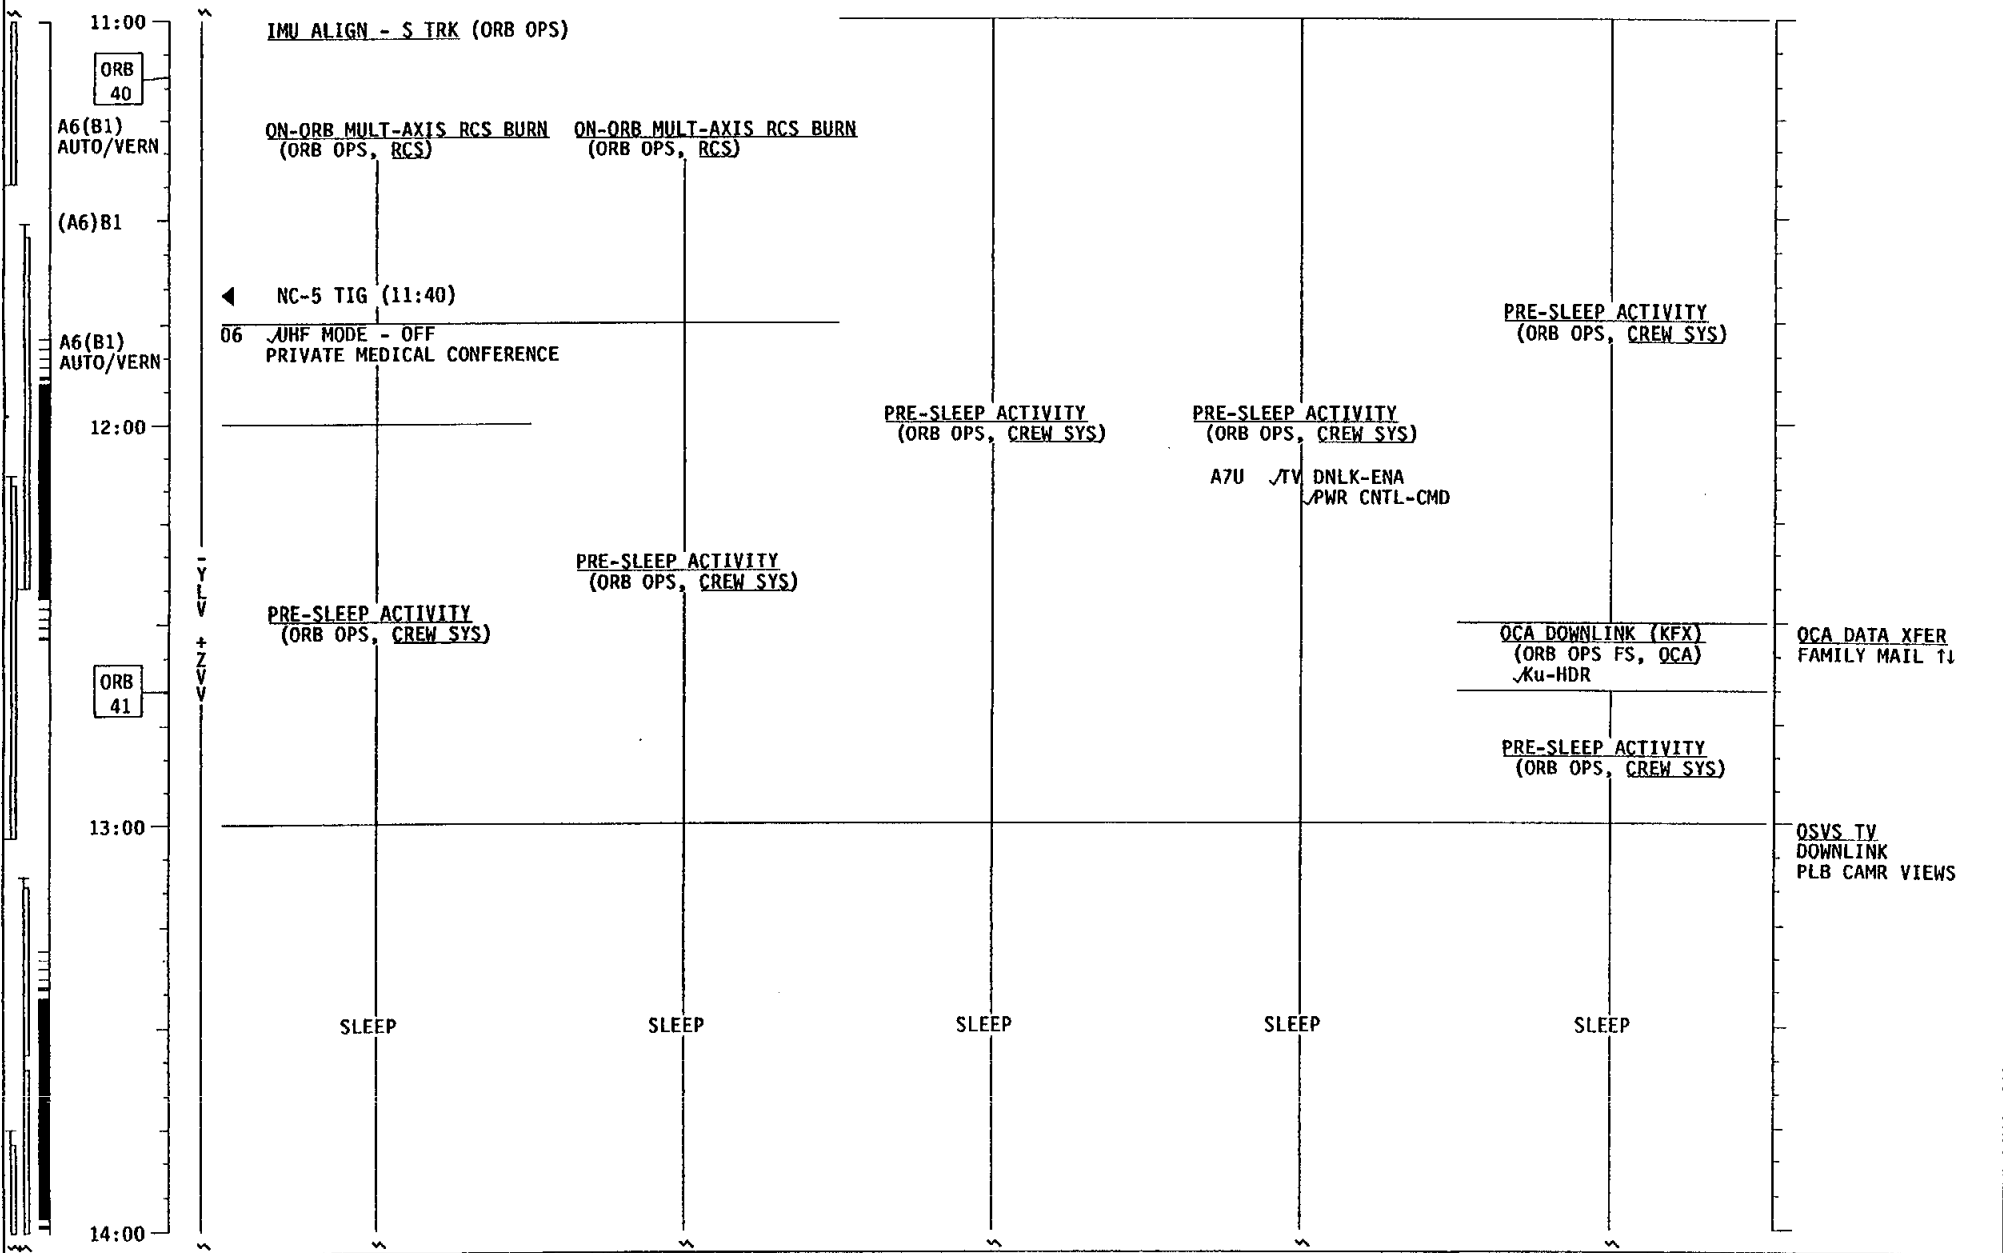 11:00
IMU ALIGN - S TRK (ORB OPS)
ORB
40
A6(B1)
AUTO/VERN
ON-ORB MULT-AXIS RCS BURN
(ORB OPS, RCS)
ON-ORB MULT-AXIS RCS BURN
(ORB OPS, RCS)
(A6)B1
◀ NC-5 TIG (11:40)
06 √UHF MODE - OFF
PRIVATE MEDICAL CONFERENCE
A6(B1)
AUTO/VERN
PRE-SLEEP ACTIVITY
(ORB OPS, CREW SYS)
12:00
PRE-SLEEP ACTIVITY
(ORB OPS, CREW SYS)
PRE-SLEEP ACTIVITY
(ORB OPS, CREW SYS)
A7U √TV DNLK-ENA
√PWR CNTL-CMD
-YLV +ZVV
PRE-SLEEP ACTIVITY
(ORB OPS, CREW SYS)
PRE-SLEEP ACTIVITY
(ORB OPS, CREW SYS)
OCA DOWNLINK (KFX)
(ORB OPS FS, OCA)
√Ku-HDR
OCA DATA XFER
FAMILY MAIL ↑↓
ORB
41
PRE-SLEEP ACTIVITY
(ORB OPS, CREW SYS)
13:00
OSVS TV
DOWNLINK
PLB CAMR VIEWS
SLEEP
SLEEP
SLEEP
SLEEP
SLEEP
14:00